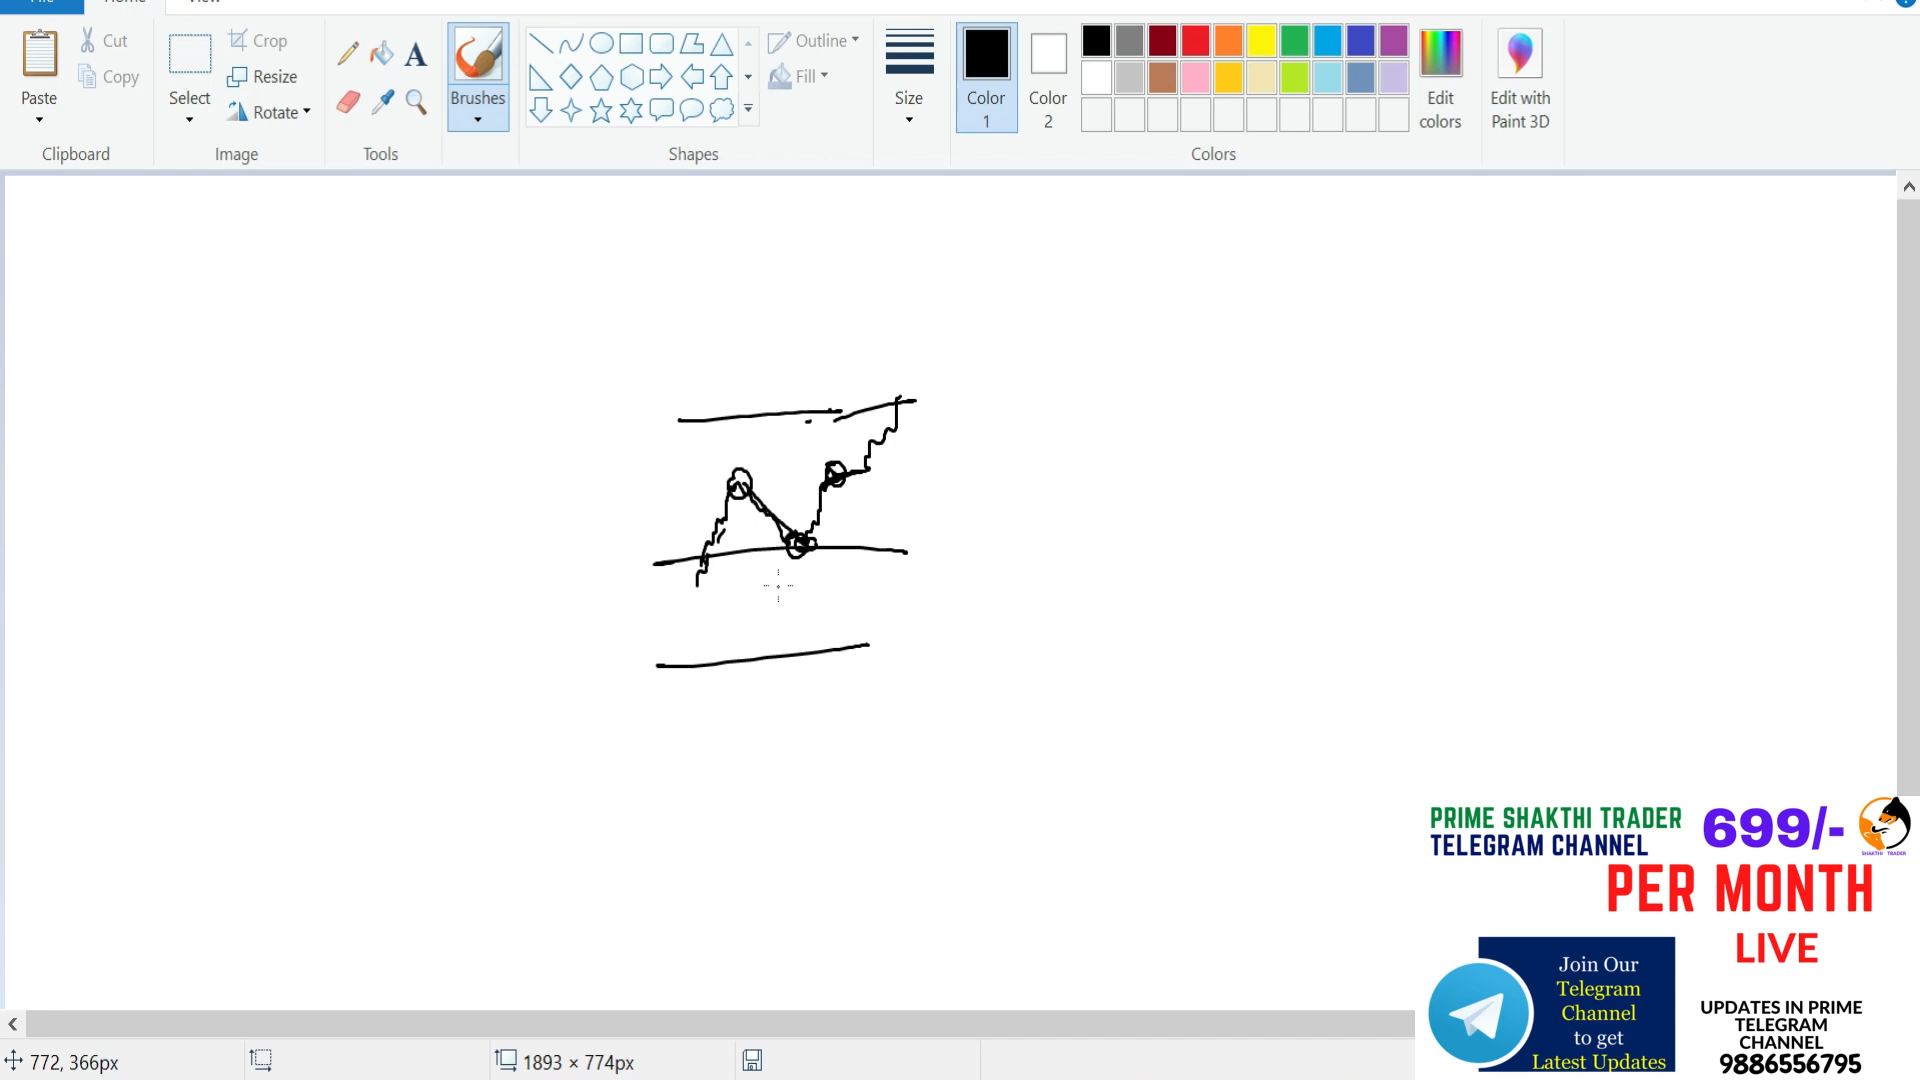 Paste
Cut
Copy
Clipboard
Select
Crop
Resize
Rotate
Image
A
Tools
Brushes
Shapes
Outline
Fill
Size
Color
1
Color
2
Colors
Edit
colors
Edit with
Paint 3D
772, 366px
1893 × 774px
PRIME SHAKTHI TRADER
TELEGRAM CHANNEL
699/-
SHAKTHI TRADER
PER MONTH
LIVE
Join Our
Telegram
Channel
to get
Latest Updates
UPDATES IN PRIME
TELEGRAM
CHANNEL
9886556795